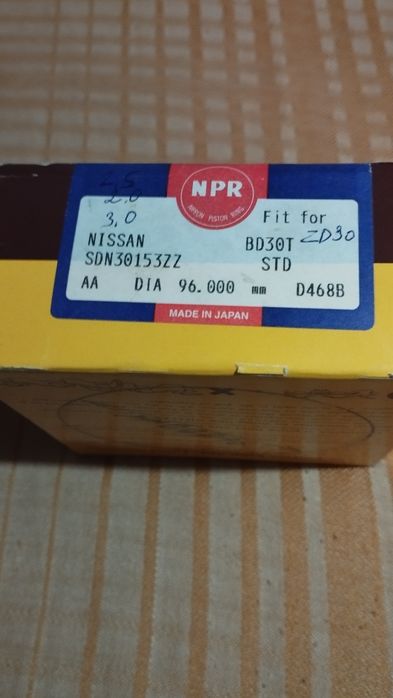 2.5
2.0
3,0
NPR
NIPPON PISTON RING
Fit for
NISSAN
BD30T ZD30
SDN30153ZZ
STD
AA DIA 96.000 mm D468B
MADE IN JAPAN